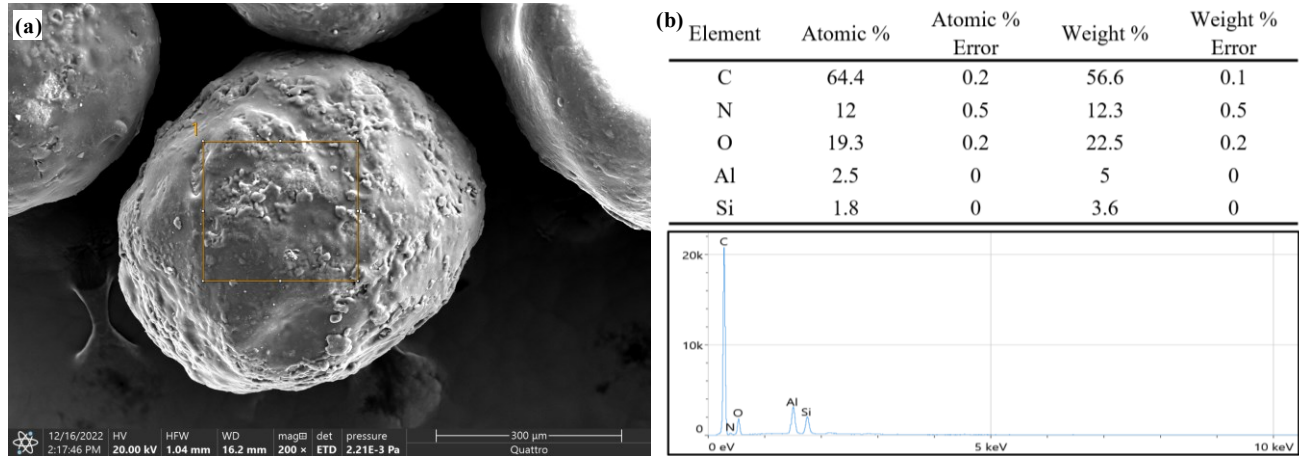 (a)
1
12/16/2022 HV HFW WD mag det pressure 300 µm
2:17:46 PM 20.00 kV 1.04 mm 16.2 mm 200 × ETD 2.21E-3 Pa Quattro
(b)
Element Atomic % Atomic % Error Weight % Weight % Error
C 64.4 0.2 56.6 0.1
N 12 0.5 12.3 0.5
O 19.3 0.2 22.5 0.2
Al 2.5 0 5 0
Si 1.8 0 3.6 0
C
20k
10k
Al
Si
O
N
0
0 eV 5 keV 10 keV